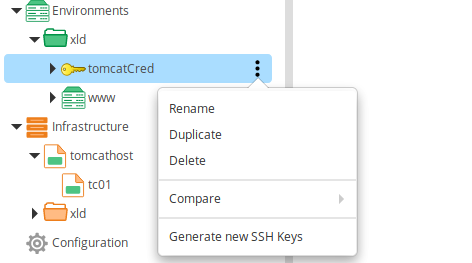 Environments
xld
tomcatCred
www
Rename
Duplicate
Delete
Compare
Generate new SSH Keys
Infrastructure
tomcathost
tc01
xld
Configuration